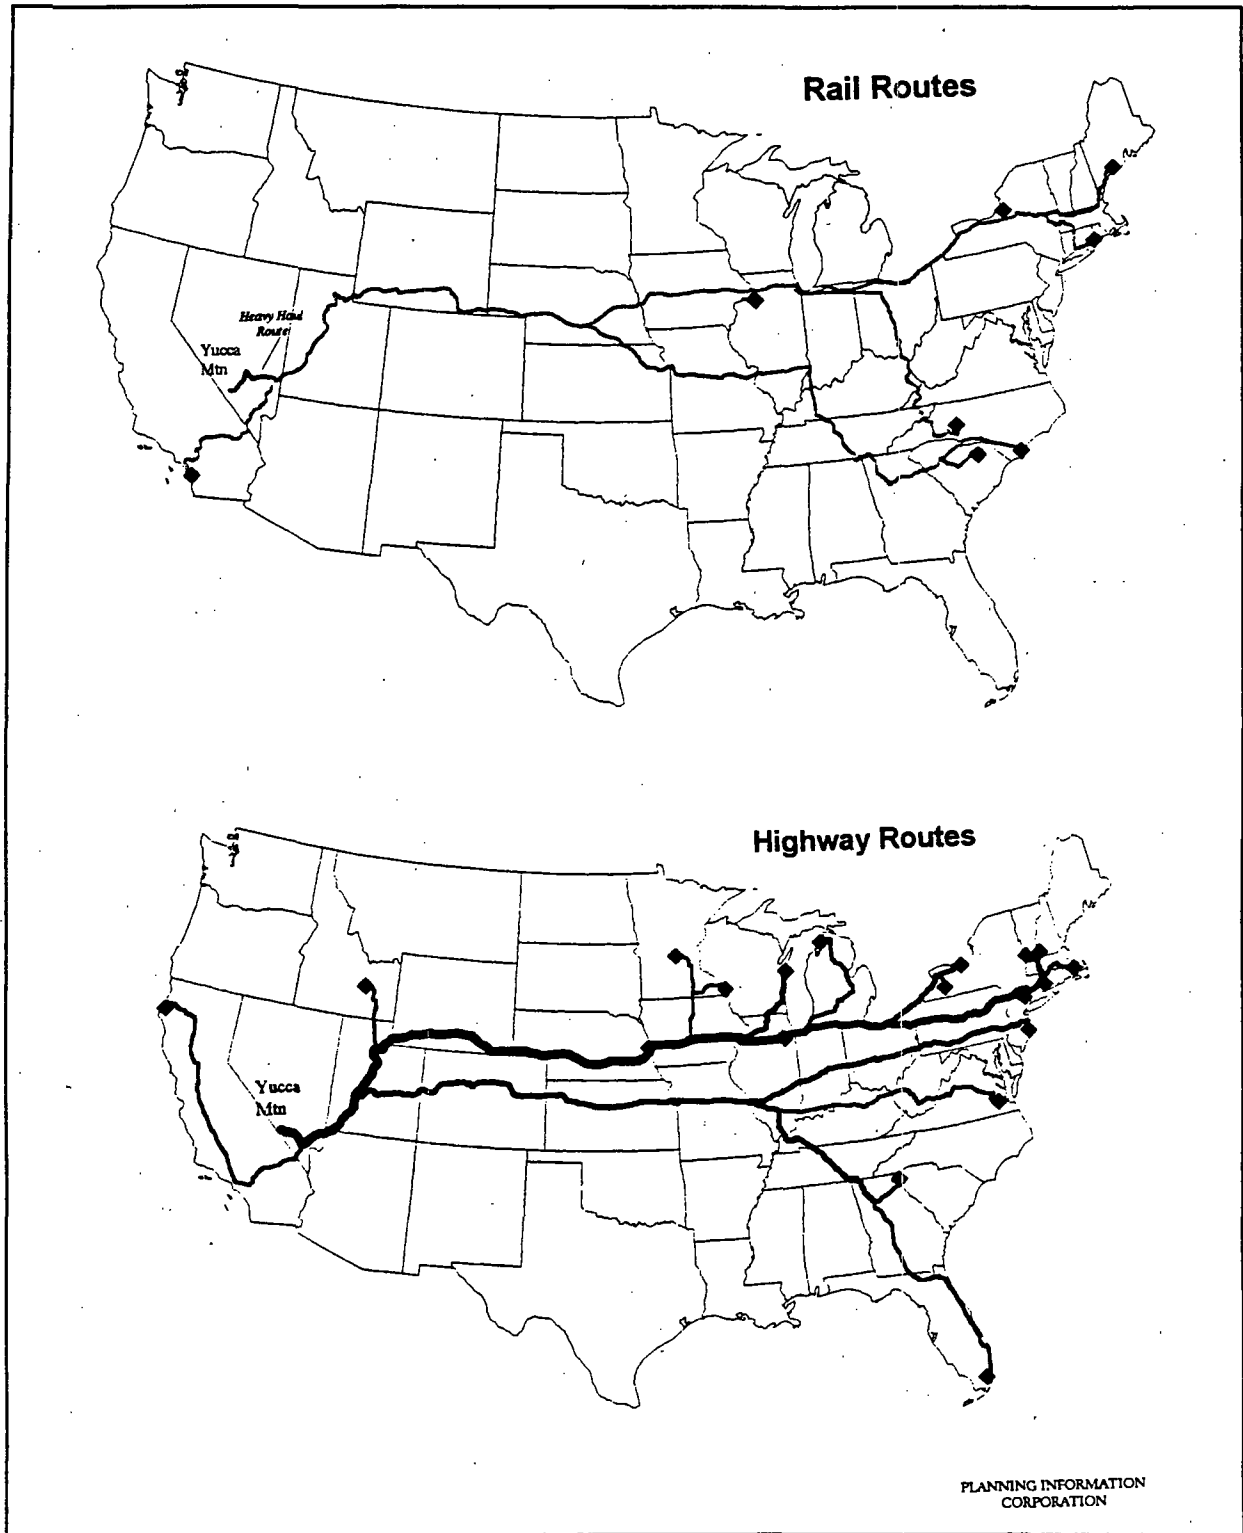 Rail Routes
Heavy Haul
Route
Yucca
Mtn
Highway Routes
Yucca
Mtn
PLANNING INFORMATION
CORPORATION